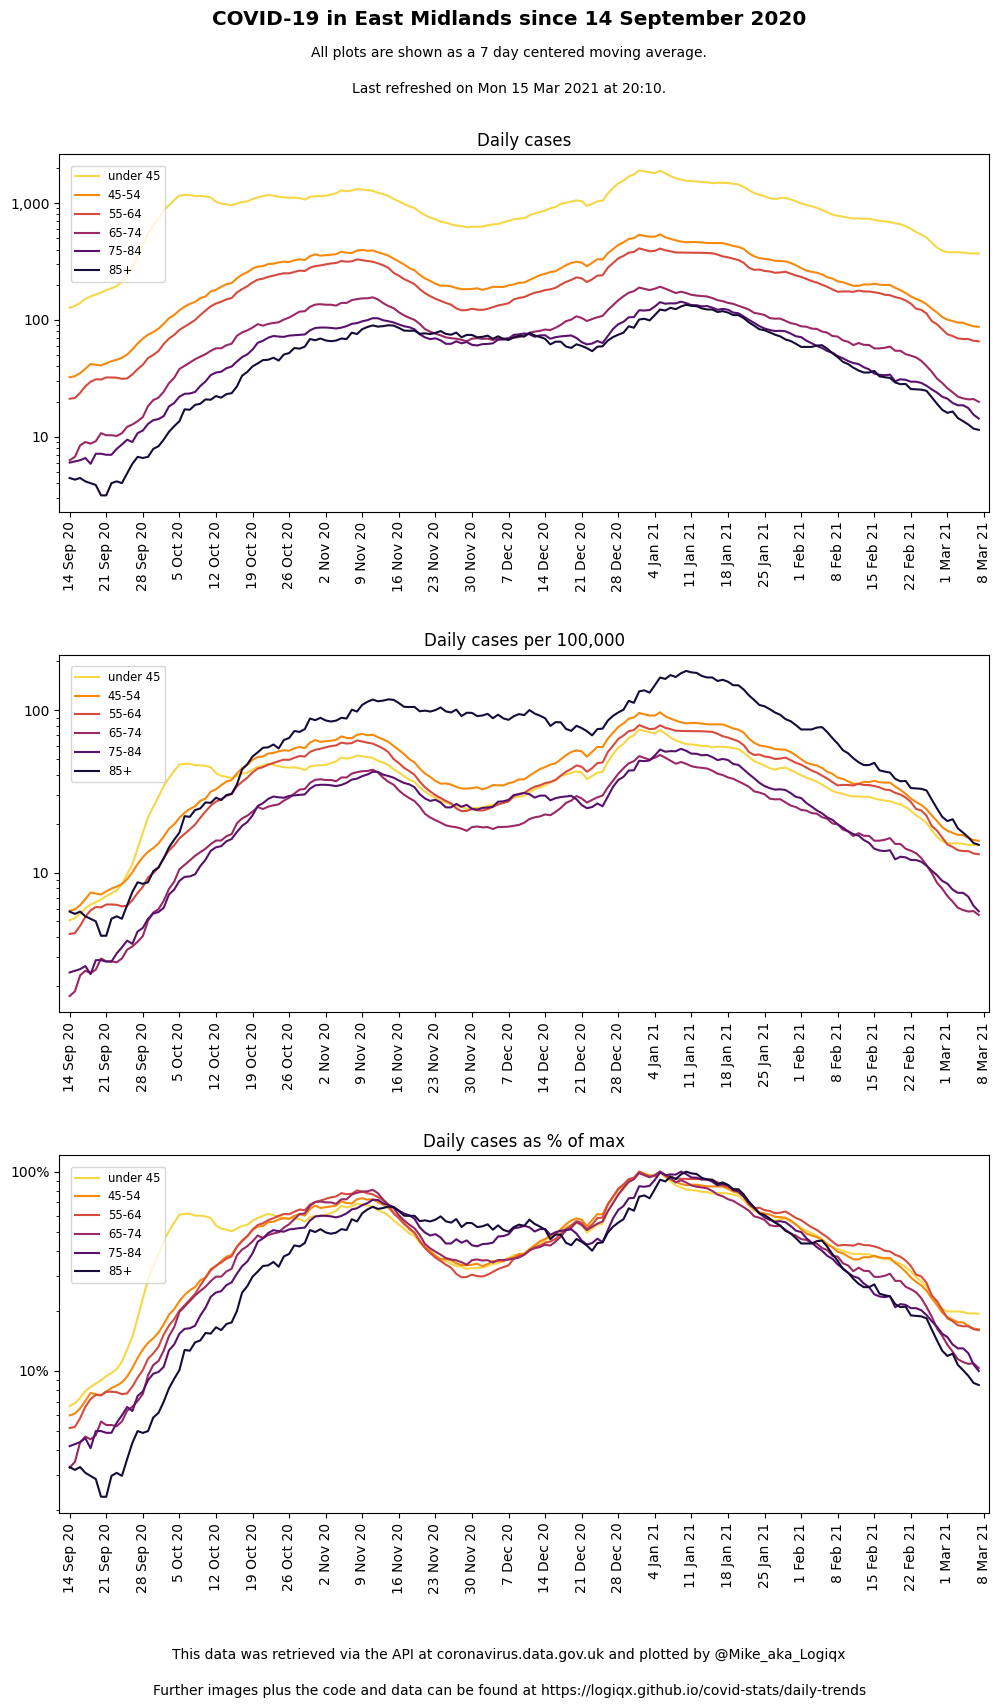 COVID-19 in East Midlands since 14 September 2020
All plots are shown as a 7 day centered moving average.
Last refreshed on Mon 15 Mar 2021 at 20:10.
Daily cases
under 45
45-54
55-64
65-74
75-84
85+
1,000
100
10
14 Sep 20
21 Sep 20
28 Sep 20
5 Oct 20
12 Oct 20
19 Oct 20
26 Oct 20
2 Nov 20
9 Nov 20
16 Nov 20
23 Nov 20
30 Nov 20
7 Dec 20
14 Dec 20
21 Dec 20
28 Dec 20
4 Jan 21
11 Jan 21
18 Jan 21
25 Jan 21
1 Feb 21
8 Feb 21
15 Feb 21
22 Feb 21
1 Mar 21
8 Mar 21
Daily cases per 100,000
under 45
45-54
55-64
65-74
75-84
85+
100
10
14 Sep 20
21 Sep 20
28 Sep 20
5 Oct 20
12 Oct 20
19 Oct 20
26 Oct 20
2 Nov 20
9 Nov 20
16 Nov 20
23 Nov 20
30 Nov 20
7 Dec 20
14 Dec 20
21 Dec 20
28 Dec 20
4 Jan 21
11 Jan 21
18 Jan 21
25 Jan 21
1 Feb 21
8 Feb 21
15 Feb 21
22 Feb 21
1 Mar 21
8 Mar 21
Daily cases as % of max
100%
under 45
45-54
55-64
65-74
75-84
85+
10%
14 Sep 20
21 Sep 20
28 Sep 20
5 Oct 20
12 Oct 20
19 Oct 20
26 Oct 20
2 Nov 20
9 Nov 20
16 Nov 20
23 Nov 20
30 Nov 20
7 Dec 20
14 Dec 20
21 Dec 20
28 Dec 20
4 Jan 21
11 Jan 21
18 Jan 21
25 Jan 21
1 Feb 21
8 Feb 21
15 Feb 21
22 Feb 21
1 Mar 21
8 Mar 21
This data was retrieved via the API at coronavirus.data.gov.uk and plotted by @Mike_aka_Logiqx
Further images plus the code and data can be found at https://logiqx.github.io/covid-stats/daily-trends